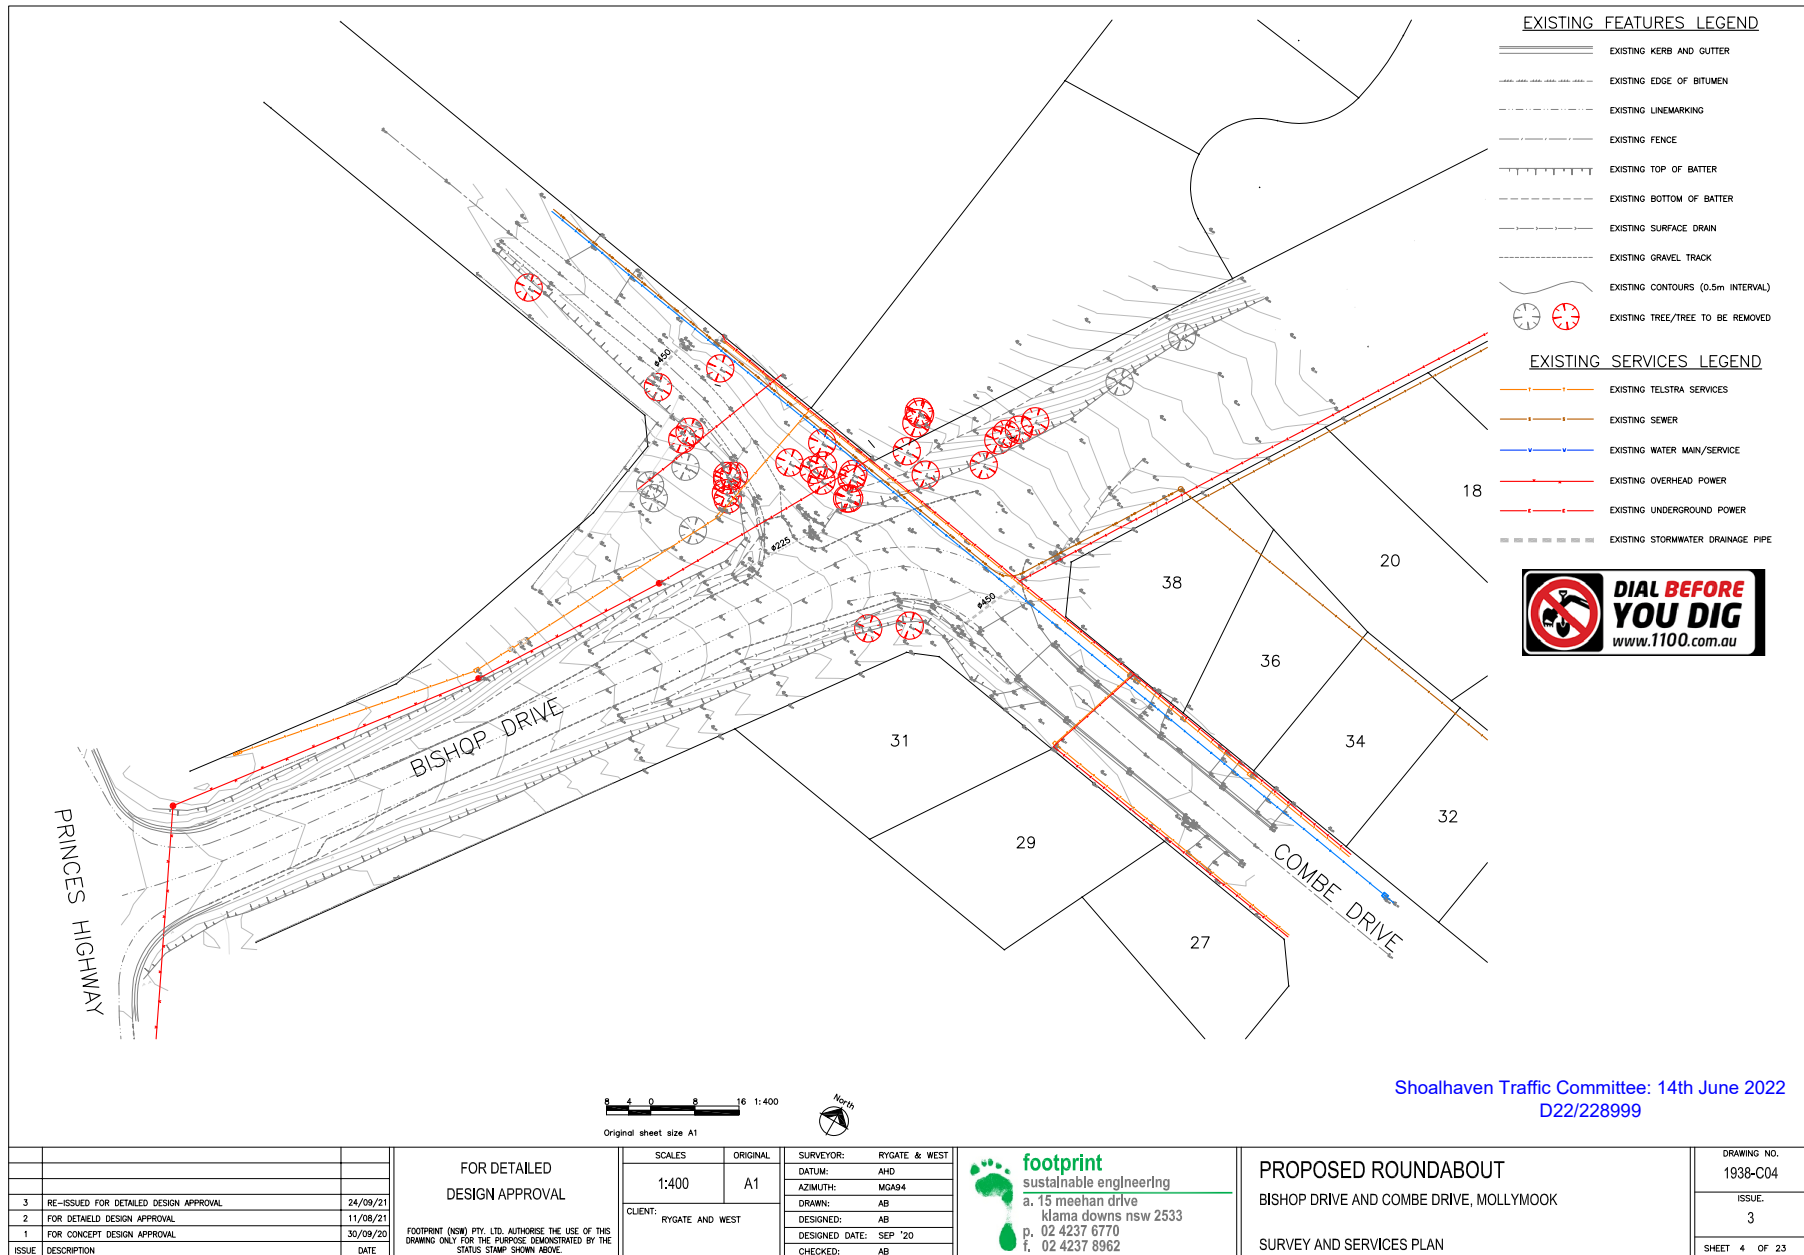 EXISTING FEATURES LEGEND
EXISTING KERB AND GUTTER
EXISTING EDGE OF BITUMEN
EXISTING LINEMARKING
EXISTING FENCE
EXISTING TOP OF BATTER
EXISTING BOTTOM OF BATTER
EXISTING SURFACE DRAIN
EXISTING GRAVEL TRACK
EXISTING CONTOURS (0.5m INTERVAL)
EXISTING TREE/TREE TO BE REMOVED
EXISTING SERVICES LEGEND
EXISTING TELSTRA SERVICES
EXISTING SEWER
EXISTING WATER MAIN/SERVICE
EXISTING OVERHEAD POWER
EXISTING UNDERGROUND POWER
EXISTING STORMWATER DRAINAGE PIPE
DIAL BEFORE
YOU DIG
www.1100.com.au
ø450
ø225
ø450
18
20
38
36
34
32
31
29
27
BISHOP DRIVE
COMBE DRIVE
PRINCES HIGHWAY
8 4 0 8 16 1:400
Original sheet size A1
North
Shoalhaven Traffic Committee: 14th June 2022
D22/228999
3 RE-ISSUED FOR DETAILED DESIGN APPROVAL 24/09/21
2 FOR DETAIELD DESIGN APPROVAL 11/08/21
1 FOR CONCEPT DESIGN APPROVAL 30/09/20
ISSUE DESCRIPTION DATE
FOR DETAILED
DESIGN APPROVAL
FOOTPRINT (NSW) PTY. LTD. AUTHORISE THE USE OF THIS
DRAWING ONLY FOR THE PURPOSE DEMONSTRATED BY THE
STATUS STAMP SHOWN ABOVE.
SCALES ORIGINAL
1:400 A1
CLIENT:
RYGATE AND WEST
SURVEYOR: RYGATE & WEST
DATUM: AHD
AZIMUTH: MGA94
DRAWN: AB
DESIGNED: AB
DESIGNED DATE: SEP '20
CHECKED: AB
footprint
sustainable engineering
a. 15 meehan drive
kiama downs nsw 2533
p. 02 4237 6770
f. 02 4237 8962
PROPOSED ROUNDABOUT
BISHOP DRIVE AND COMBE DRIVE, MOLLYMOOK
SURVEY AND SERVICES PLAN
DRAWING NO.
1938-C04
ISSUE.
3
SHEET 4 OF 23